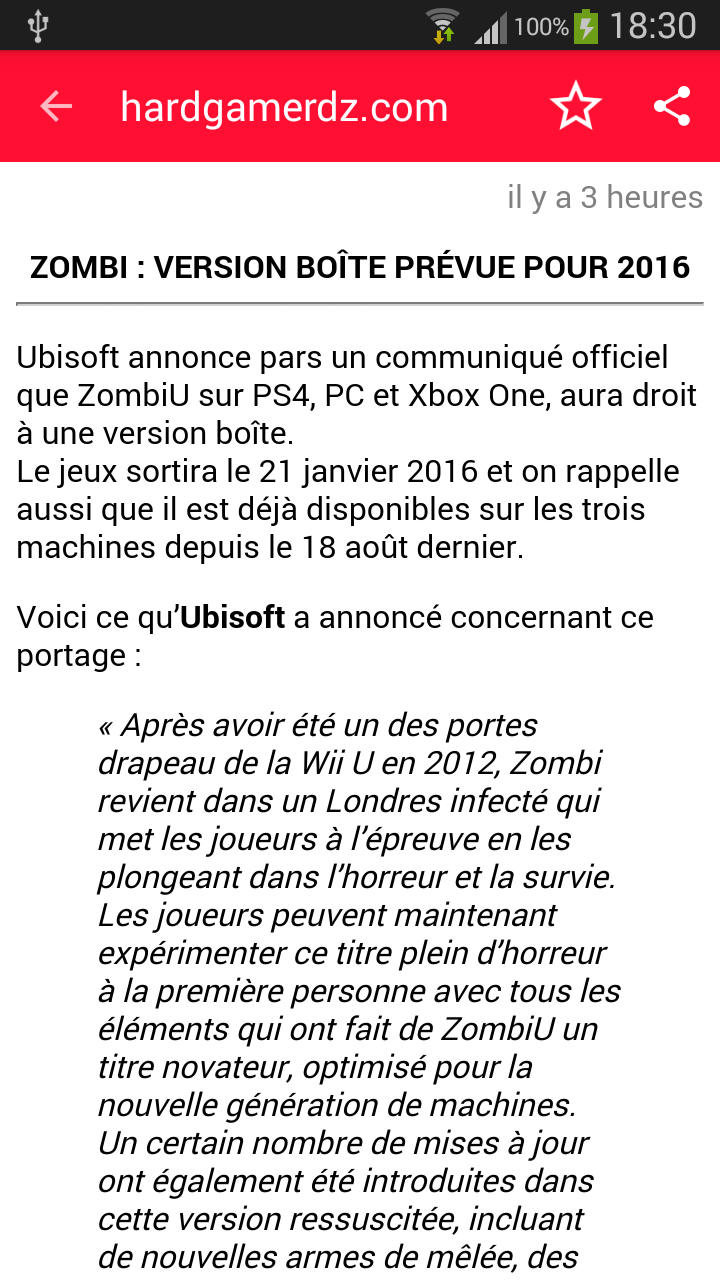 100% 18:30
hardgamerdz.com
il y a 3 heures
ZOMBI : VERSION BOÎTE PRÉVUE POUR 2016
Ubisoft annonce pars un communiqué officiel
que ZombiU sur PS4, PC et Xbox One, aura droit
à une version boîte.
Le jeux sortira le 21 janvier 2016 et on rappelle
aussi que il est déjà disponibles sur les trois
machines depuis le 18 août dernier.
Voici ce qu’Ubisoft a annoncé concernant ce
portage :
« Après avoir été un des portes
drapeau de la Wii U en 2012, Zombi
revient dans un Londres infecté qui
met les joueurs à l’épreuve en les
plongeant dans l’horreur et la survie.
Les joueurs peuvent maintenant
expérimenter ce titre plein d’horreur
à la première personne avec tous les
éléments qui ont fait de ZombiU un
titre novateur, optimisé pour la
nouvelle génération de machines.
Un certain nombre de mises à jour
ont également été introduites dans
cette version ressuscitée, incluant
de nouvelles armes de mêlée, des